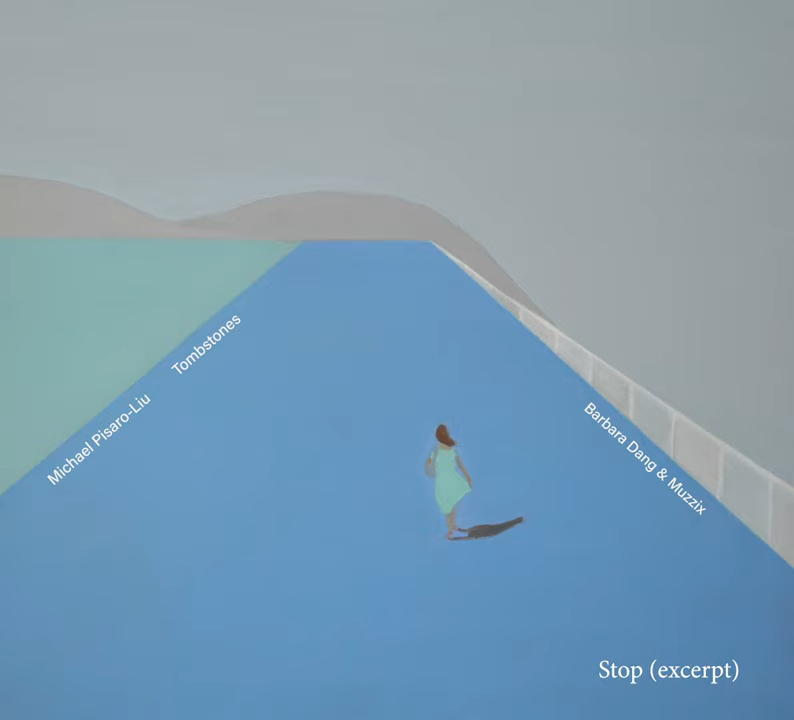 Michael Pisaro-Liu
Tombstones
Barbara Dang & Muzzix
Stop (excerpt)